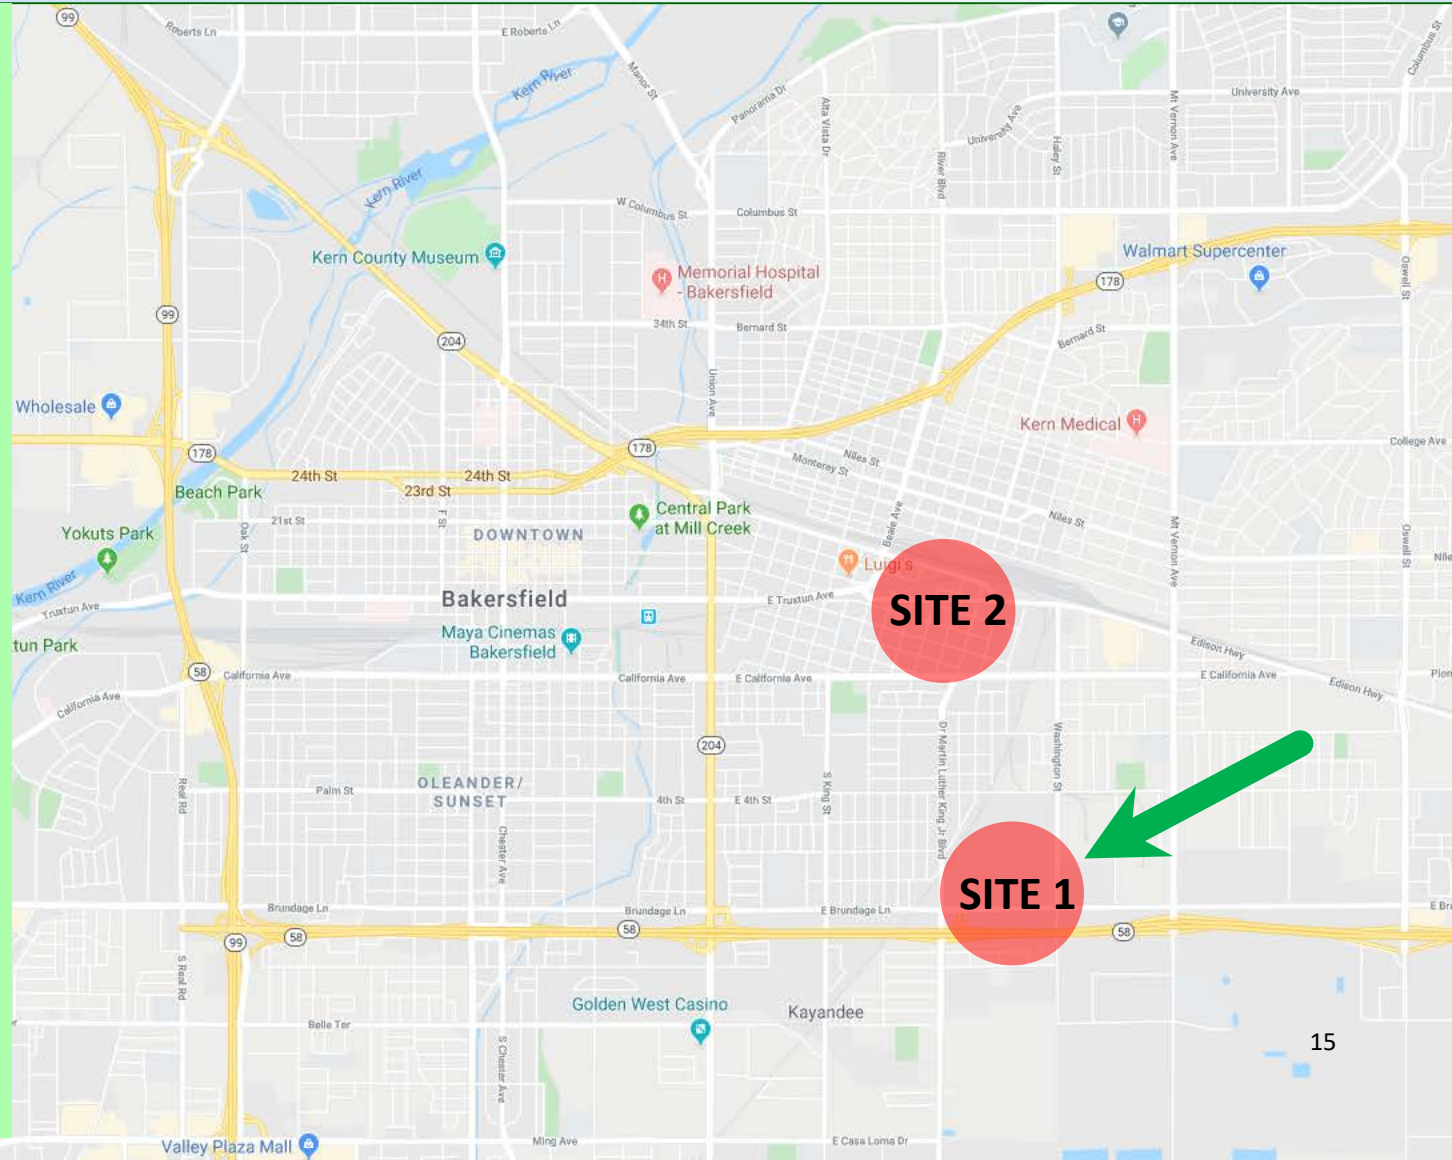 99
Roberts Ln
E Roberts Ln
Columbus St
Kern River
Manor St
Panorama Dr
Alta Vista Dr
University Ave
University Ave
Mt Vernon Ave
Haley St
River Blvd
Kern River
W Columbus St
Columbus St
Kern County Museum
Memorial Hospital
- Bakersfield
Walmart Supercenter
178
Oswell St
99
34th St
Bernard St
Bernard St
204
Union Ave
Wholesale
Kern Medical
College Ave
178
178
Niles St
Monterey St
24th St
24th St
23rd St
Beach Park
Central Park
at Mill Creek
21st St
F St
Oak St
Yokuts Park
DOWNTOWN
Beale Ave
Niles St
Mt Vernon Ave
Oswell St
Nile
Luigi's
Kern River
Truxtun Ave
Bakersfield
E Truxtun Ave
SITE 2
Maya Cinemas
Bakersfield
tun Park
Edison Hwy
58
California Ave
California Ave
E California Ave
E California Ave
Edison Hwy
Plon
California Ave
Dr Martin Luther King Jr Blvd
Washington St
204
Real Rd
Palm St
OLEANDER/
SUNSET
4th St
E 4th St
S King St
Chester Ave
SITE 1
Brundage Ln
Brundage Ln
E Brundage Ln
E Bru
99
58
58
58
S Real Rd
Golden West Casino
Kayandee
Belle Ter
S Chester Ave
15
Valley Plaza Mall
Ming Ave
E Casa Loma Dr